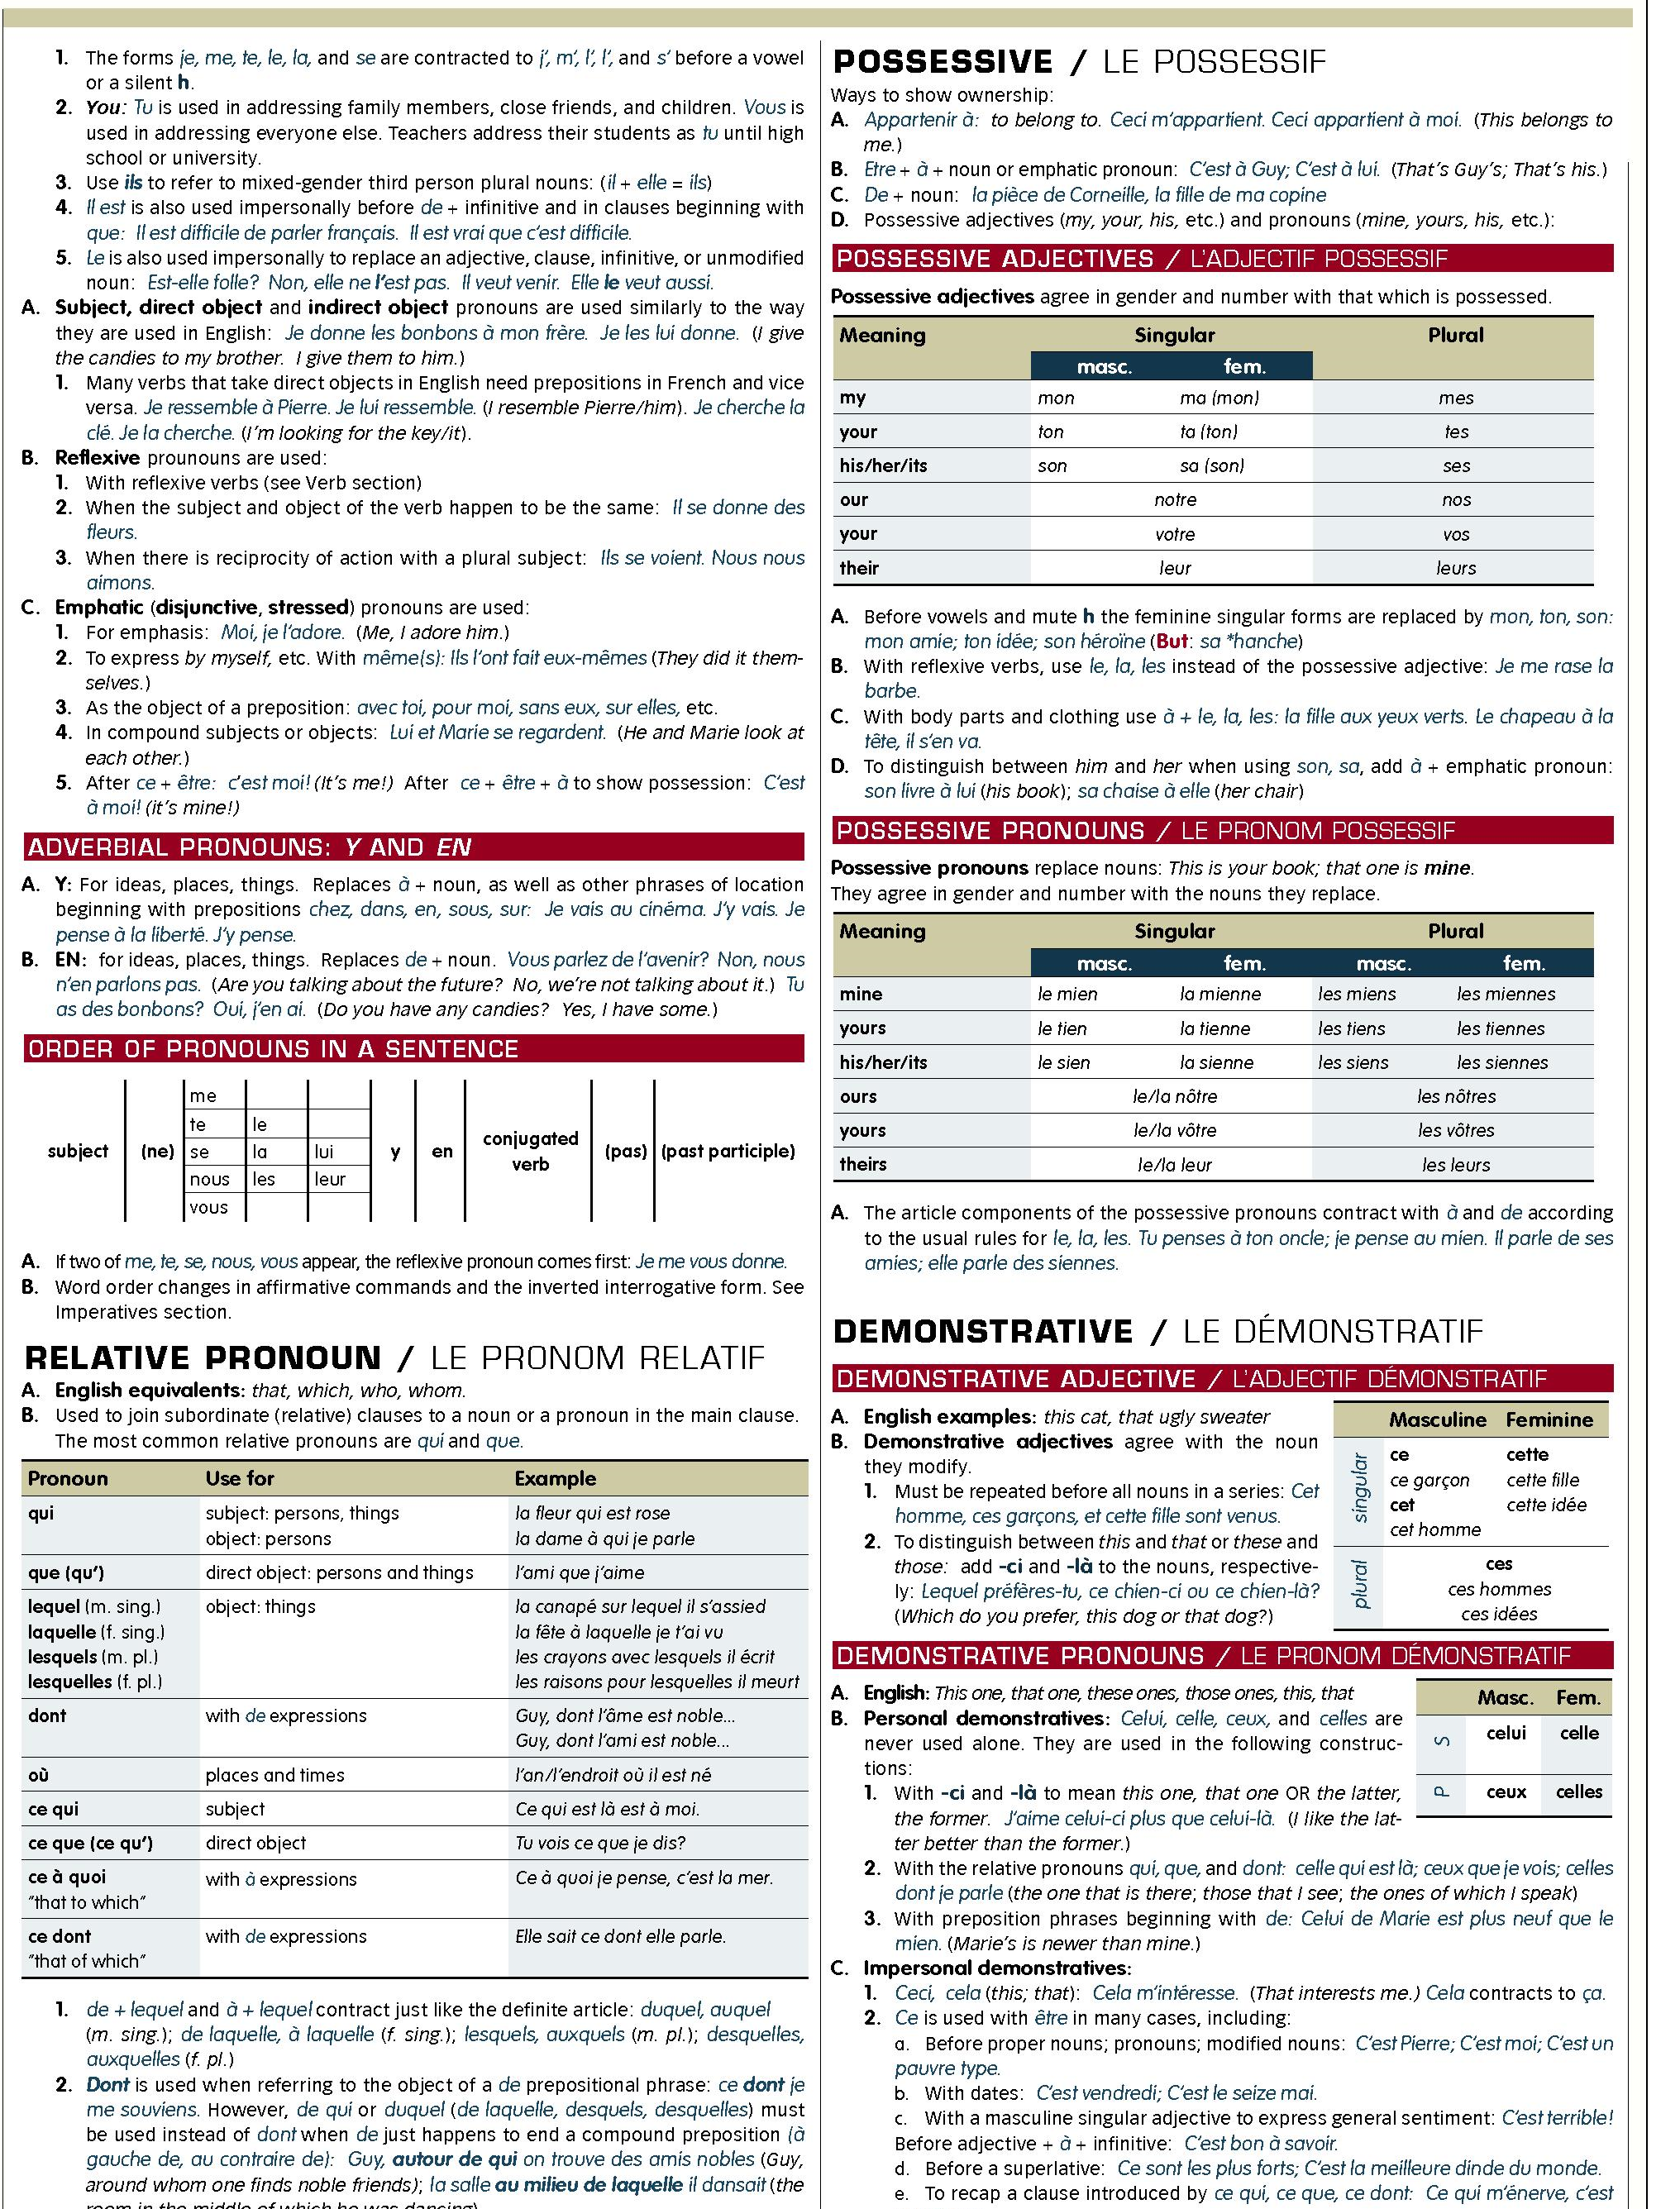 1. The forms je, me, te, le, la, and se are contracted to j’, m’, l’, l’, and s’ before a vowel
or a silent h.
2. You: Tu is used in addressing family members, close friends, and children. Vous is
used in addressing everyone else. Teachers address their students as tu until high
school or university.
3. Use ils to refer to mixed-gender third person plural nouns: (il + elle = ils)
4. Il est is also used impersonally before de + infinitive and in clauses beginning with
que: Il est difficile de parler français. Il est vrai que c’est difficile.
5. Le is also used impersonally to replace an adjective, clause, infinitive, or unmodified
noun: Est-elle folle? Non, elle ne l’est pas. Il veut venir. Elle le veut aussi.
A. Subject, direct object and indirect object pronouns are used similarly to the way
they are used in English: Je donne les bonbons à mon frère. Je les lui donne. (I give
the candies to my brother. I give them to him.)
1. Many verbs that take direct objects in English need prepositions in French and vice
versa. Je ressemble à Pierre. Je lui ressemble. (I resemble Pierre/him). Je cherche la
clé. Je la cherche. (I’m looking for the key/it).
B. Reflexive prounouns are used:
1. With reflexive verbs (see Verb section)
2. When the subject and object of the verb happen to be the same: Il se donne des
fleurs.
3. When there is reciprocity of action with a plural subject: Ils se voient. Nous nous
aimons.
C. Emphatic (disjunctive, stressed) pronouns are used:
1. For emphasis: Moi, je l’adore. (Me, I adore him.)
2. To express by myself, etc. With même(s): Ils l’ont fait eux-mêmes (They did it them-
selves.)
3. As the object of a preposition: avec toi, pour moi, sans eux, sur elles, etc.
4. In compound subjects or objects: Lui et Marie se regardent. (He and Marie look at
each other.)
5. After ce + être: c’est moi! (It’s me!) After ce + être + à to show possession: C’est
à moi! (it’s mine!)
ADVERBIAL PRONOUNS: Y AND EN
A. Y: For ideas, places, things. Replaces à + noun, as well as other phrases of location
beginning with prepositions chez, dans, en, sous, sur: Je vais au cinéma. J’y vais. Je
pense à la liberté. J’y pense.
B. EN: for ideas, places, things. Replaces de + noun. Vous parlez de l’avenir? Non, nous
n’en parlons pas. (Are you talking about the future? No, we’re not talking about it.) Tu
as des bonbons? Oui, j’en ai. (Do you have any candies? Yes, I have some.)
ORDER OF PRONOUNS IN A SENTENCE
me
te le
subject (ne) se la lui y en conjugated verb (pas) (past participle)
nous les leur
vous
A. If two of me, te, se, nous, vous appear, the reflexive pronoun comes first: Je me vous donne.
B. Word order changes in affirmative commands and the inverted interrogative form. See
Imperatives section.
RELATIVE PRONOUN / LE PRONOM RELATIF
A. English equivalents: that, which, who, whom.
B. Used to join subordinate (relative) clauses to a noun or a pronoun in the main clause.
The most common relative pronouns are qui and que.
Pronoun Use for Example
qui subject: persons, things la fleur qui est rose
object: persons la dame à qui je parle
que (qu’) direct object: persons and things l’ami que j’aime
lequel (m. sing.) object: things la canapé sur lequel il s’assied
laquelle (f. sing.) la fête à laquelle je t’ai vu
lesquels (m. pl.) les crayons avec lesquels il écrit
lesquelles (f. pl.) les raisons pour lesquelles il meurt
dont with de expressions Guy, dont l’âme est noble...
Guy, dont l’ami est noble...
où places and times l’an/l’endroit où il est né
ce qui subject Ce qui est là est à moi.
ce que (ce qu’) direct object Tu vois ce que je dis?
ce à quoi with à expressions Ce à quoi je pense, c’est la mer.
“that to which”
ce dont with de expressions Elle sait ce dont elle parle.
“that of which”
1. de + lequel and à + lequel contract just like the definite article: duquel, auquel
(m. sing.); de laquelle, à laquelle (f. sing.); lesquels, auxquels (m. pl.); desquelles,
auxquelles (f. pl.)
2. Dont is used when referring to the object of a de prepositional phrase: ce dont je
me souviens. However, de qui or duquel (de laquelle, desquels, desquelles) must
be used instead of dont when de just happens to end a compound preposition (à
gauche de, au contraire de): Guy, autour de qui on trouve des amis nobles (Guy,
around whom one finds noble friends); la salle au milieu de laquelle il dansait (the
room in the middle of which he was dancing)
POSSESSIVE / LE POSSESSIF
Ways to show ownership:
A. Appartenir à: to belong to. Ceci m’appartient. Ceci appartient à moi. (This belongs to
me.)
B. Etre + à + noun or emphatic pronoun: C’est à Guy; C’est à lui. (That’s Guy’s; That’s his.)
C. De + noun: la pièce de Corneille, la fille de ma copine
D. Possessive adjectives (my, your, his, etc.) and pronouns (mine, yours, his, etc.):
POSSESSIVE ADJECTIVES / L’ADJECTIF POSSESSIF
Possessive adjectives agree in gender and number with that which is possessed.
Meaning Singular Plural
masc. fem.
my mon ma (mon) mes
your ton ta (ton) tes
his/her/its son sa (son) ses
our notre nos
your votre vos
their leur leurs
A. Before vowels and mute h the feminine singular forms are replaced by mon, ton, son:
mon amie; ton idée; son héroïne (But: sa *hanche)
B. With reflexive verbs, use le, la, les instead of the possessive adjective: Je me rase la
barbe.
C. With body parts and clothing use à + le, la, les: la fille aux yeux verts. Le chapeau à la
tête, il s’en va.
D. To distinguish between him and her when using son, sa, add à + emphatic pronoun:
son livre à lui (his book); sa chaise à elle (her chair)
POSSESSIVE PRONOUNS / LE PRONOM POSSESSIF
Possessive pronouns replace nouns: This is your book; that one is mine.
They agree in gender and number with the nouns they replace.
Meaning Singular Plural
masc. fem. masc. fem.
mine le mien la mienne les miens les miennes
yours le tien la tienne les tiens les tiennes
his/her/its le sien la sienne les siens les siennes
ours le/la nôtre les nôtres
yours le/la vôtre les vôtres
theirs le/la leur les leurs
A. The article components of the possessive pronouns contract with à and de according
to the usual rules for le, la, les. Tu penses à ton oncle; je pense au mien. Il parle de ses
amies; elle parle des siennes.
DEMONSTRATIVE / LE DÉMONSTRATIF
DEMONSTRATIVE ADJECTIVE / L’ADJECTIF DÉMONSTRATIF
A. English examples: this cat, that ugly sweater
B. Demonstrative adjectives agree with the noun
they modify.
1. Must be repeated before all nouns in a series: Cet
homme, ces garçons, et cette fille sont venus.
2. To distinguish between this and that or these and
those: add -ci and -là to the nouns, respective-
ly: Lequel préfères-tu, ce chien-ci ou ce chien-là?
(Which do you prefer, this dog or that dog?)
Masculine Feminine
singular
ce cette
ce garçon cette fille
cet cette idée
cet homme
plural
ces
ces hommes
ces idées
DEMONSTRATIVE PRONOUNS / LE PRONOM DÉMONSTRATIF
A. English: This one, that one, these ones, those ones, this, that
B. Personal demonstratives: Celui, celle, ceux, and celles are
never used alone. They are used in the following construc-
tions:
1. With -ci and -là to mean this one, that one OR the latter,
the former. J’aime celui-ci plus que celui-là. (I like the lat-
ter better than the former.)
Masc. Fem.
S celui celle
P ceux celles
2. With the relative pronouns qui, que, and dont: celle qui est là; ceux que je vois; celles
dont je parle (the one that is there; those that I see; the ones of which I speak)
3. With preposition phrases beginning with de: Celui de Marie est plus neuf que le
mien. (Marie’s is newer than mine.)
C. Impersonal demonstratives:
1. Ceci, cela (this; that): Cela m’intéresse. (That interests me.) Cela contracts to ça.
2. Ce is used with être in many cases, including:
a. Before proper nouns; pronouns; modified nouns: C’est Pierre; C’est moi; C’est un
pauvre type.
b. With dates: C’est vendredi; C’est le seize mai.
c. With a masculine singular adjective to express general sentiment: C’est terrible!
Before adjective + à + infinitive: C’est bon à savoir.
d. Before a superlative: Ce sont les plus forts; C’est la meilleure dinde du monde.
e. To recap a clause introduced by ce qui, ce que, ce dont: Ce qui m’énerve, c’est